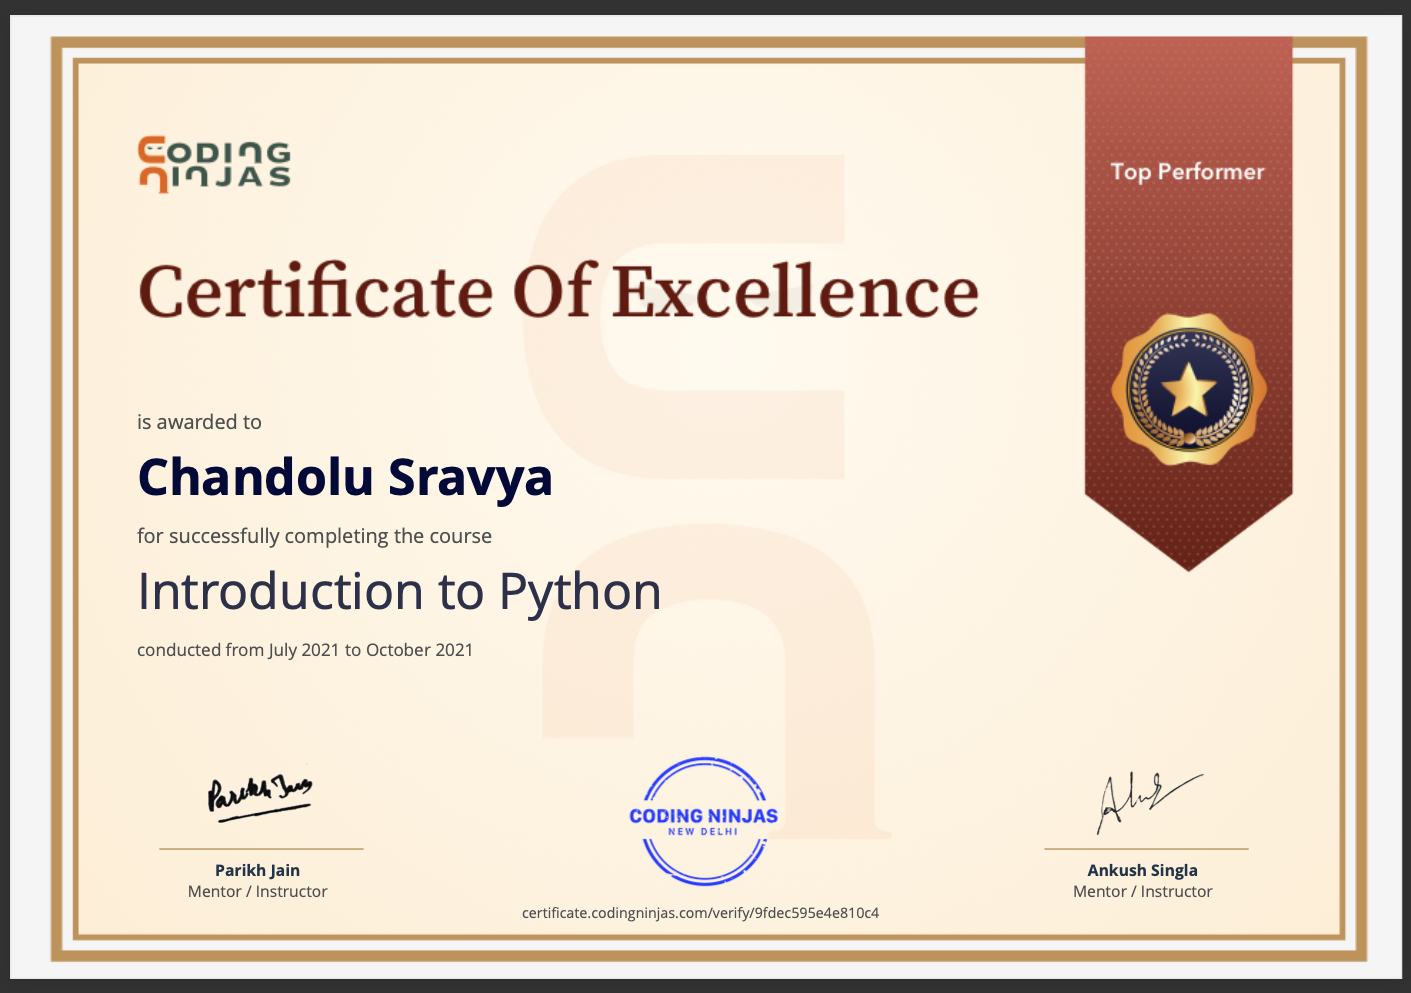 CODING
NINJAS
Top Performer
Certificate Of Excellence
is awarded to
Chandolu Sravya
for successfully completing the course
Introduction to Python
conducted from July 2021 to October 2021
Parikh Jain
CODING NINJAS
NEW DELHI
Parikh Jain
Mentor / Instructor
Ankush Singla
Mentor / Instructor
certificate.codingninjas.com/verify/9fdec595e4e810c4